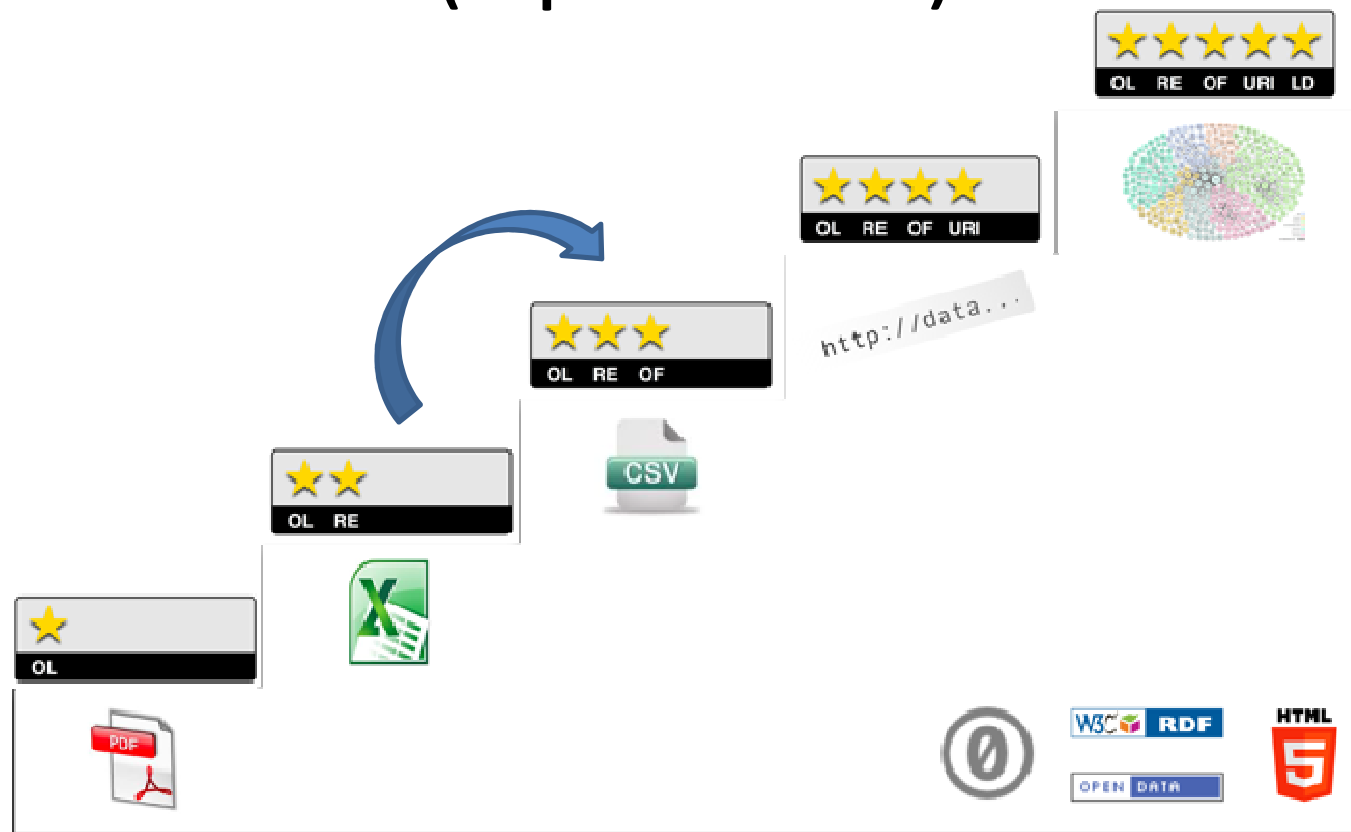 OL RE OF URI LD
OL RE OF URI
http://data...
OL RE OF
CSV
OL RE
X
OL
PDF
0
W3C RDF
OPEN DATA
HTML
5